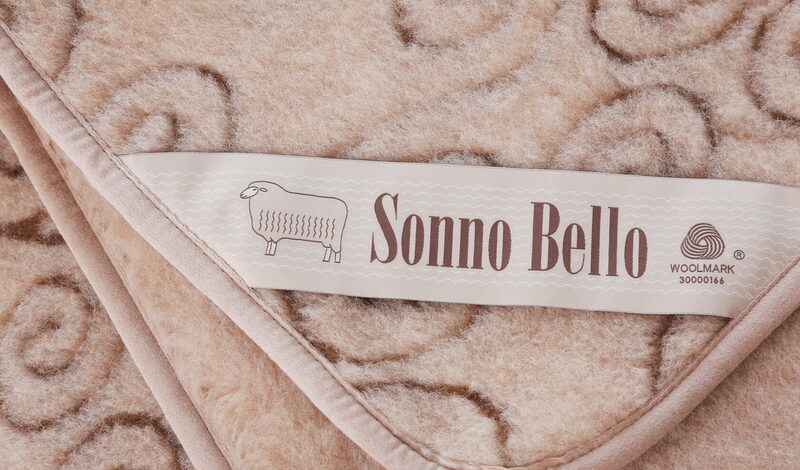 Sonno Bello
WOOLMARK ®
30000166